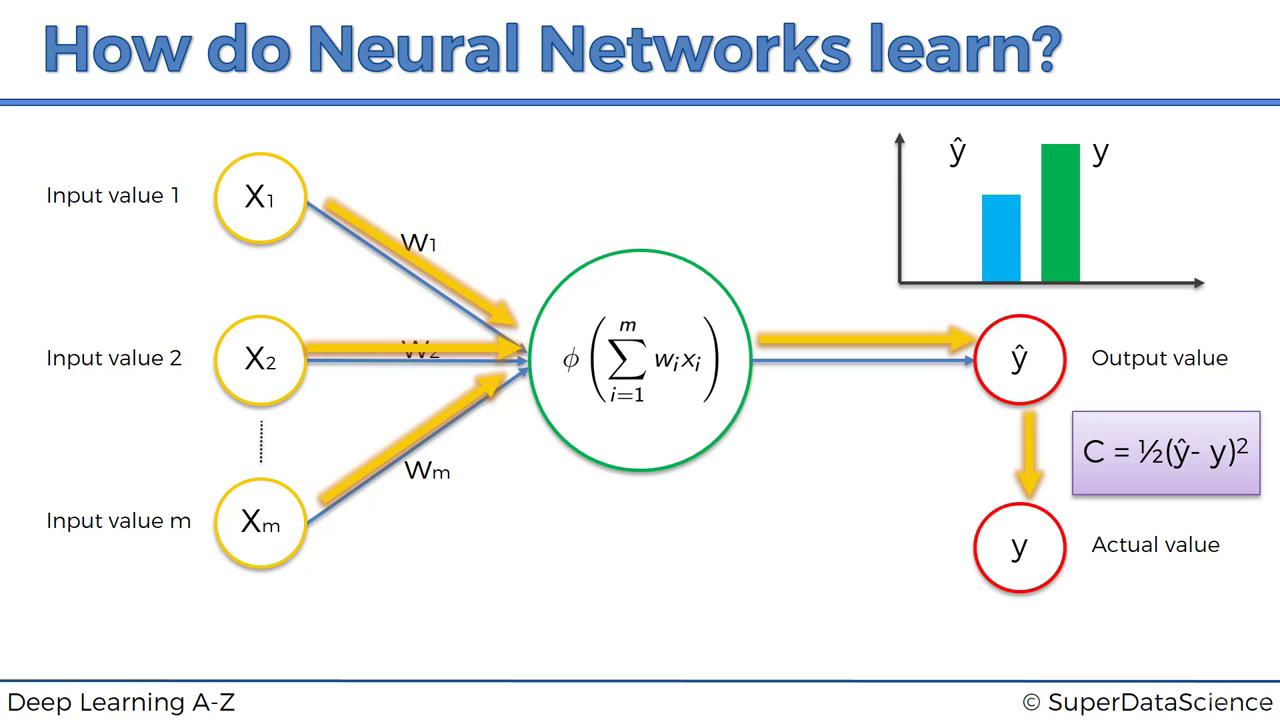 How do Neural Networks learn?
ŷ
y
Input value 1
X₁
W₁
Input value 2
X₂
W₂
ϕ(∑ᵢ₌₁ᵐ wᵢxᵢ)
ŷ
Output value
C = ½(ŷ- y)²
Wₘ
Input value m
Xₘ
y
Actual value
Deep Learning A-Z
© SuperDataScience